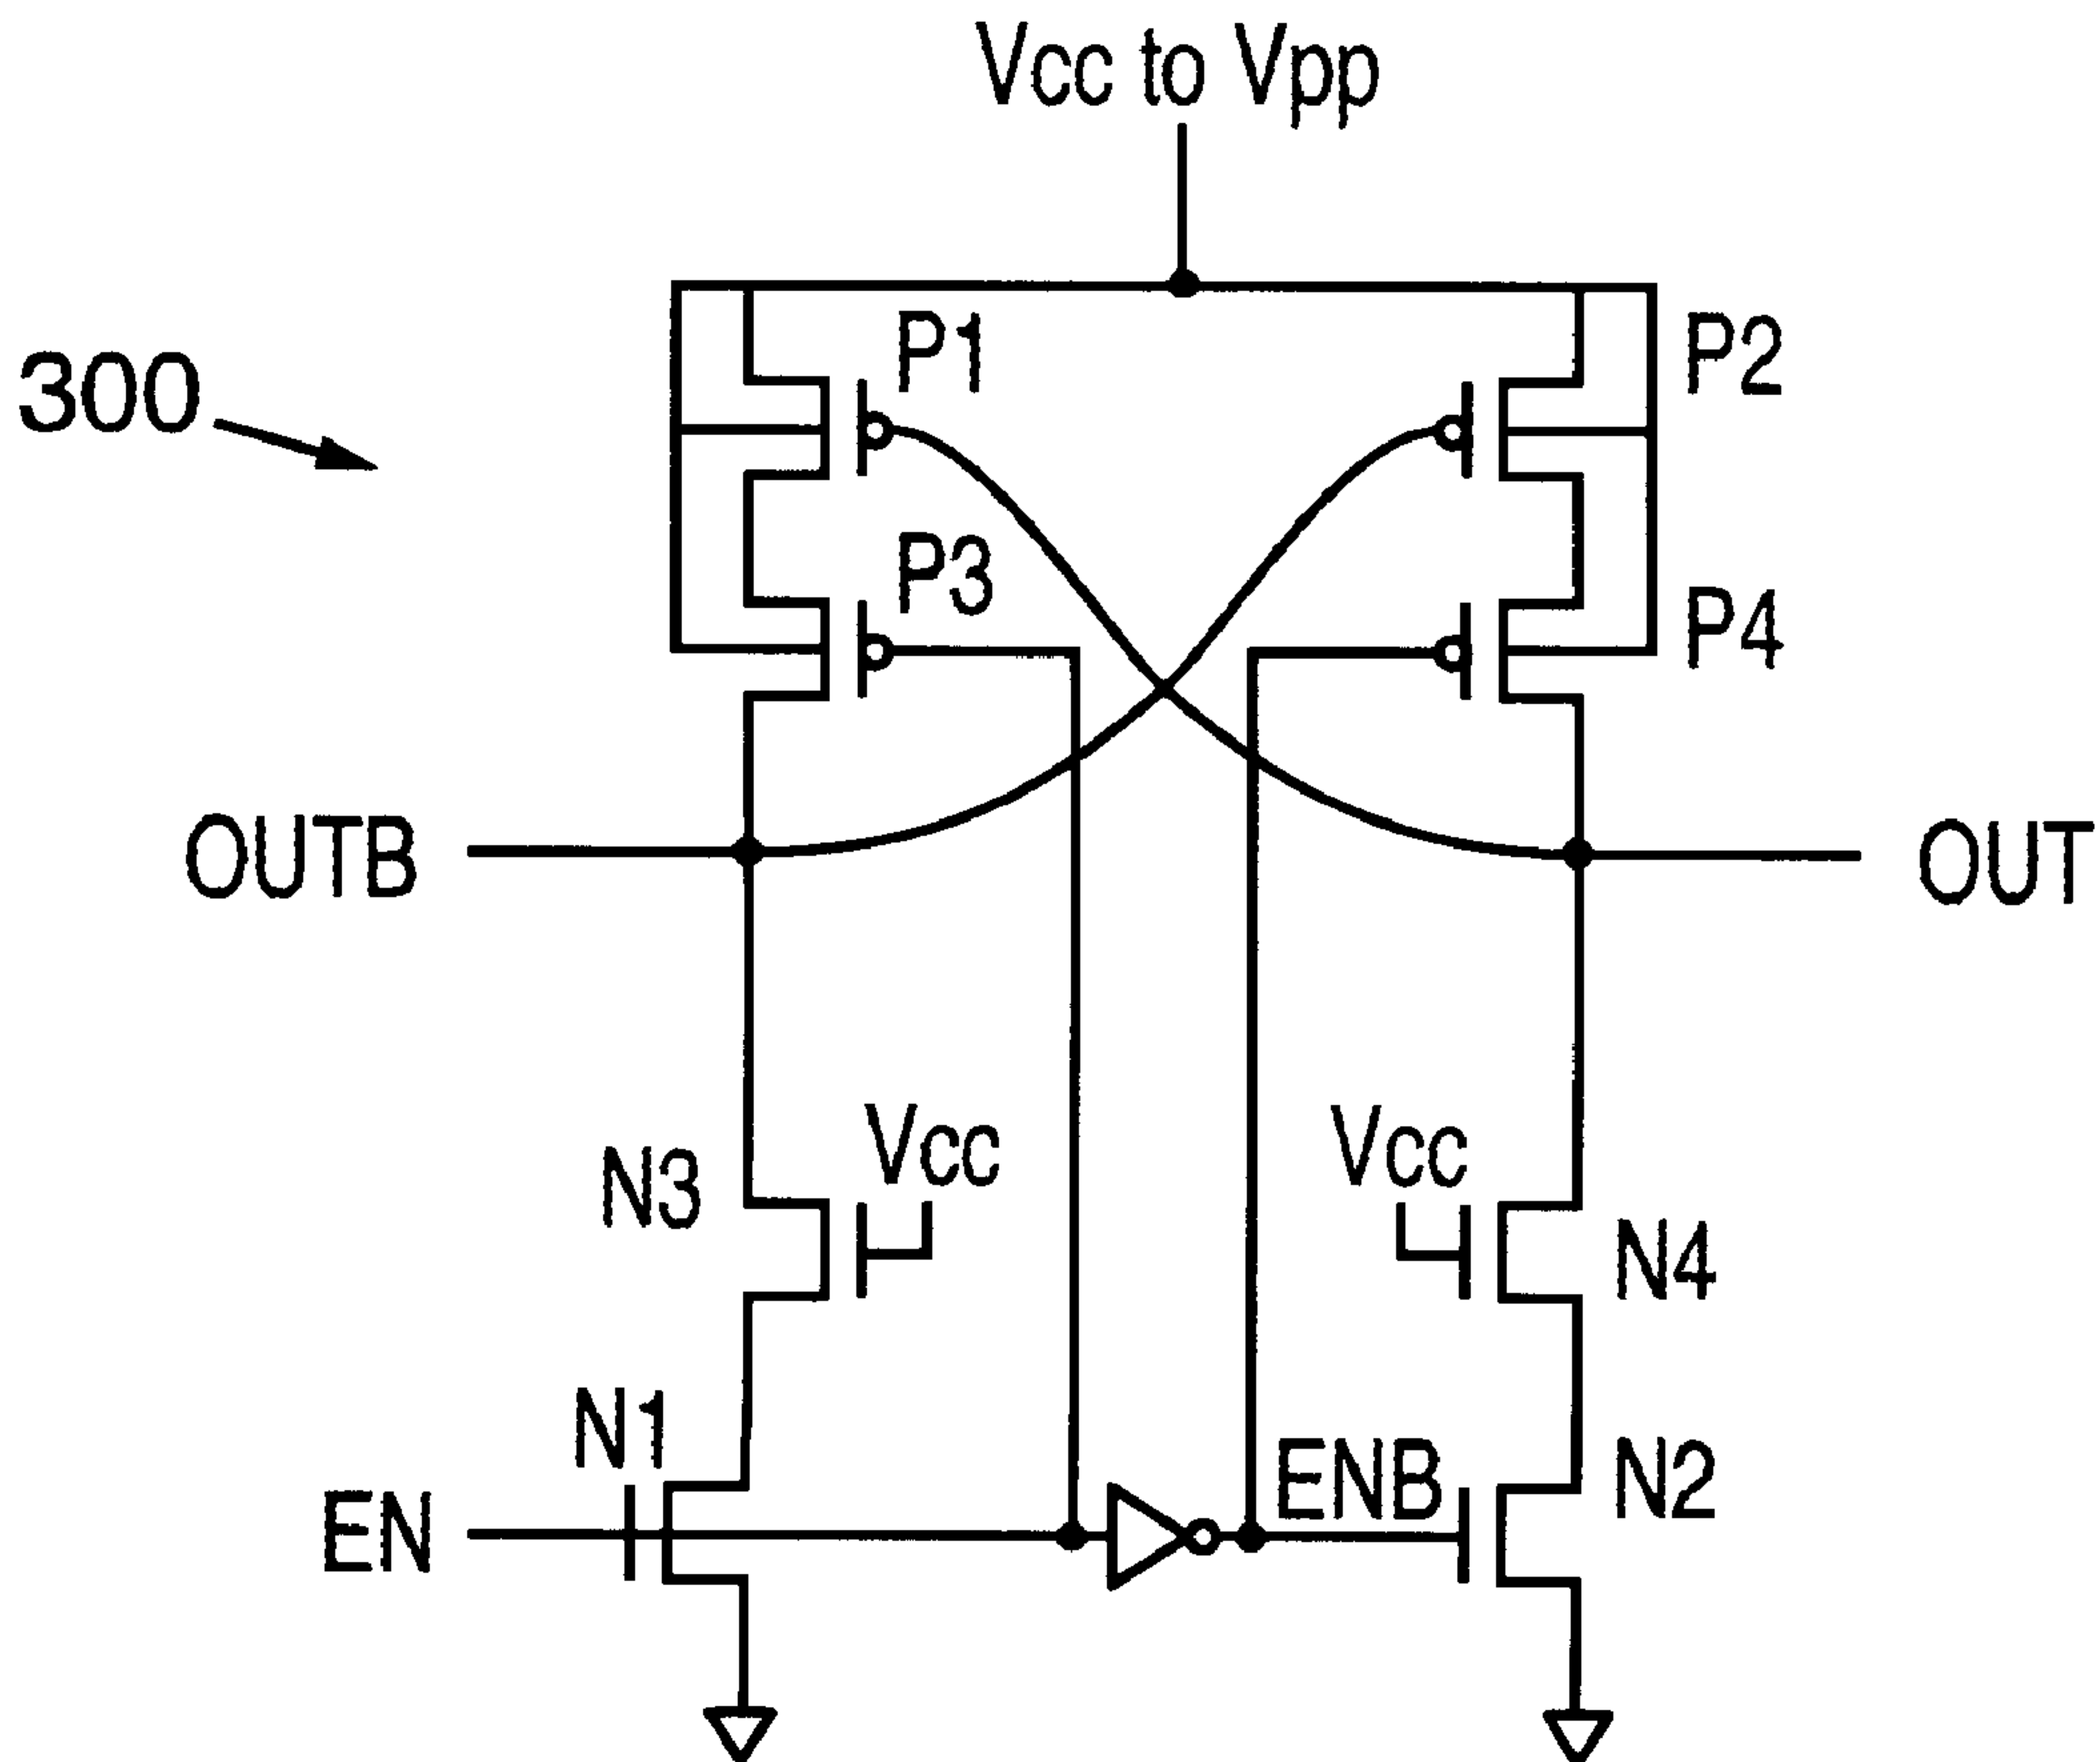 Vcc to Vpp
P1
P2
300
P3
P4
OUTB
OUT
N3
Vcc
Vcc
N4
N1
ENB
N2
EN